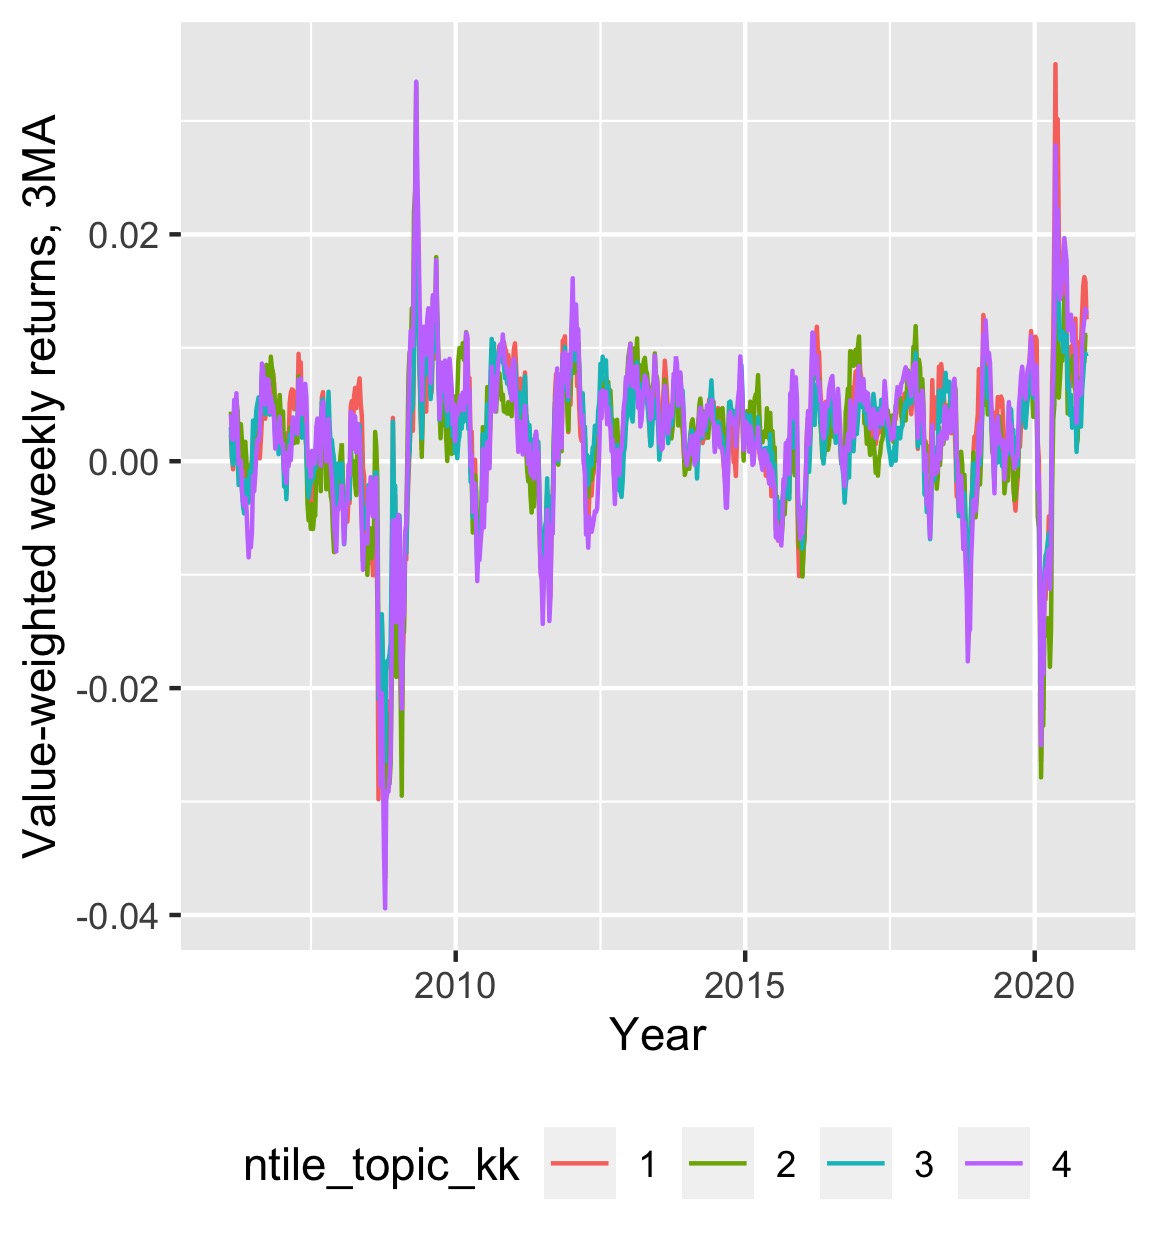 Value-weighted weekly returns, 3MA
0.02
0.00
-0.02
-0.04
2010 2015 2020
Year
ntile_topic_kk 1 2 3 4